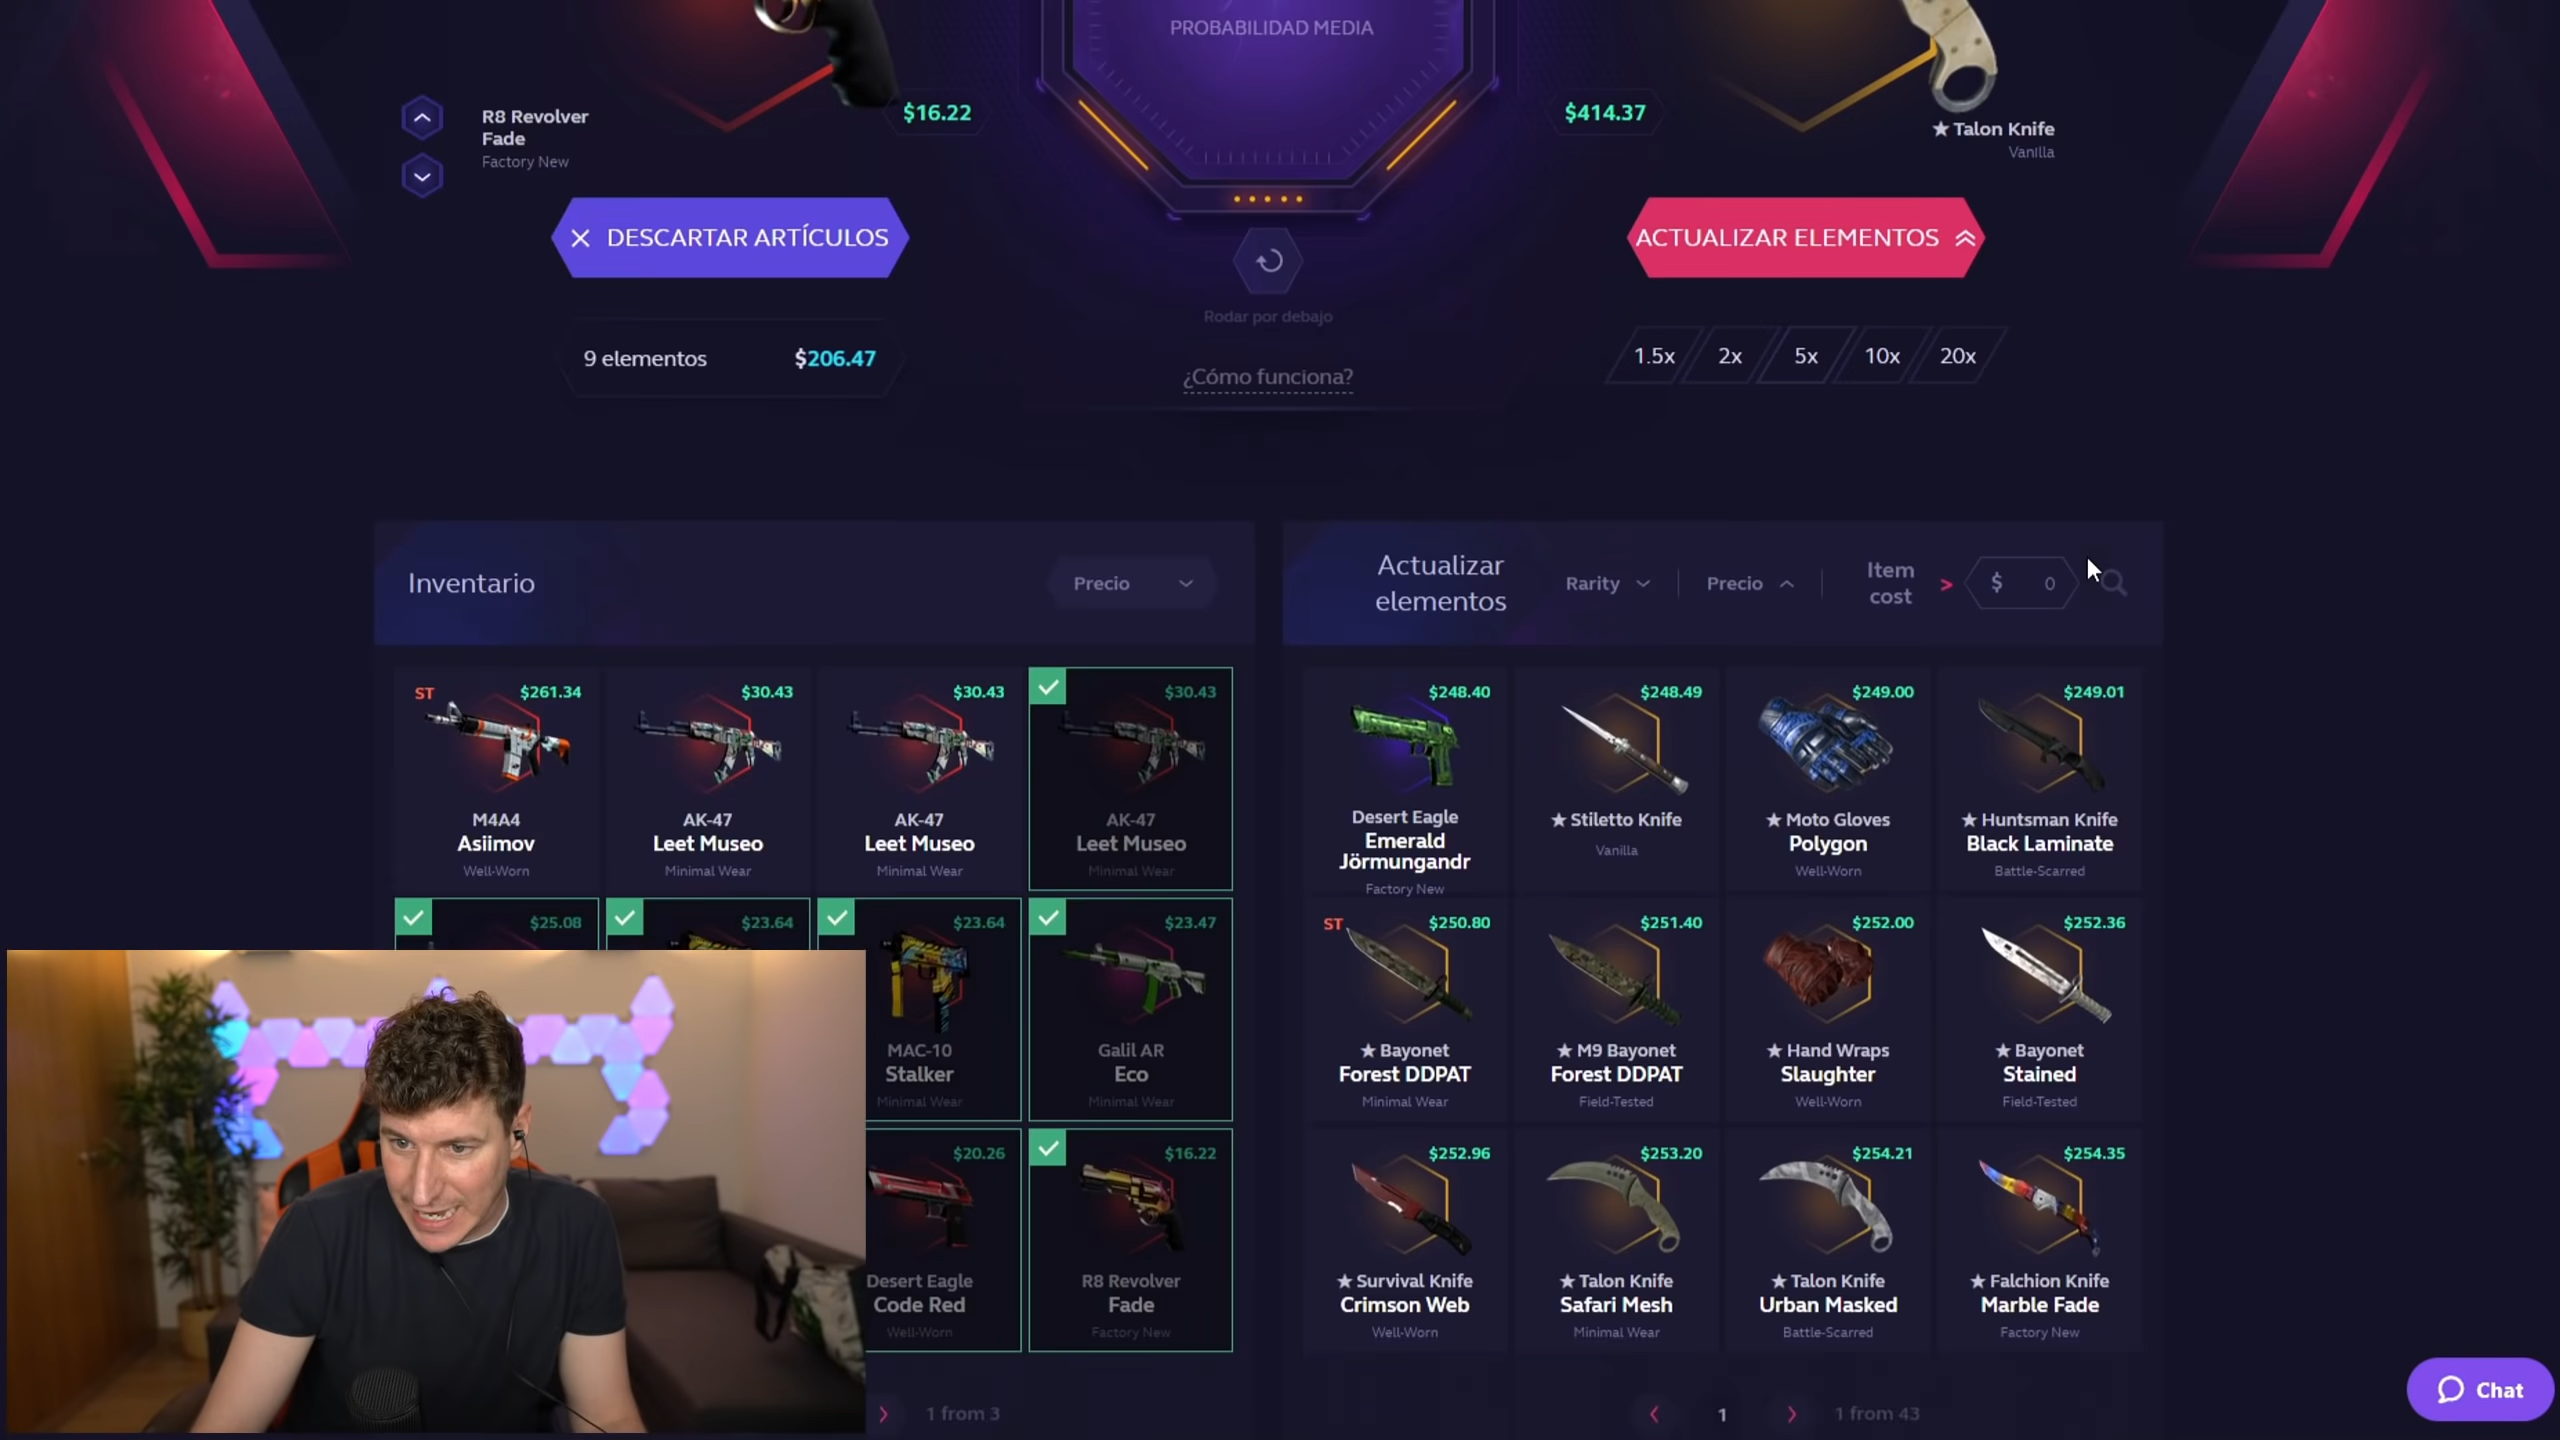 PROBABILIDAD MEDIA
R8 Revolver
Fade
Factory New
$16.22
$414.37
★ Talon Knife
Vanilla
DESCARTAR ARTÍCULOS
ACTUALIZAR ELEMENTOS
Rodar por debajo
9 elementos
$206.47
¿Cómo funciona?
1.5x
2x
5x
10x
20x
Inventario
Precio
Actualizar
elementos
Rarity
Precio
Item
cost
>
$
0
ST
$261.34
M4A4
Asiimov
Well-Worn
$30.43
AK-47
Leet Museo
Minimal Wear
$30.43
AK-47
Leet Museo
Minimal Wear
$30.43
AK-47
Leet Museo
Minimal Wear
$25.08
$23.64
$23.64
MAC-10
Stalker
Minimal Wear
$23.47
Galil AR
Eco
Minimal Wear
$20.26
Desert Eagle
Code Red
Well-Worn
$16.22
R8 Revolver
Fade
Factory New
1 from 3
$248.40
Desert Eagle
Emerald
Jörmungandr
Factory New
$248.49
★ Stiletto Knife
Vanilla
$249.00
★ Moto Gloves
Polygon
Well-Worn
$249.01
★ Huntsman Knife
Black Laminate
Battle-Scarred
ST
$250.80
★ Bayonet
Forest DDPAT
Minimal Wear
$251.40
★ M9 Bayonet
Forest DDPAT
Field-Tested
$252.00
★ Hand Wraps
Slaughter
Well-Worn
$252.36
★ Bayonet
Stained
Field-Tested
$252.96
★ Survival Knife
Crimson Web
Well-Worn
$253.20
★ Talon Knife
Safari Mesh
Minimal Wear
$254.21
★ Talon Knife
Urban Masked
Battle-Scarred
$254.35
★ Falchion Knife
Marble Fade
Factory New
1
1 from 43
Chat